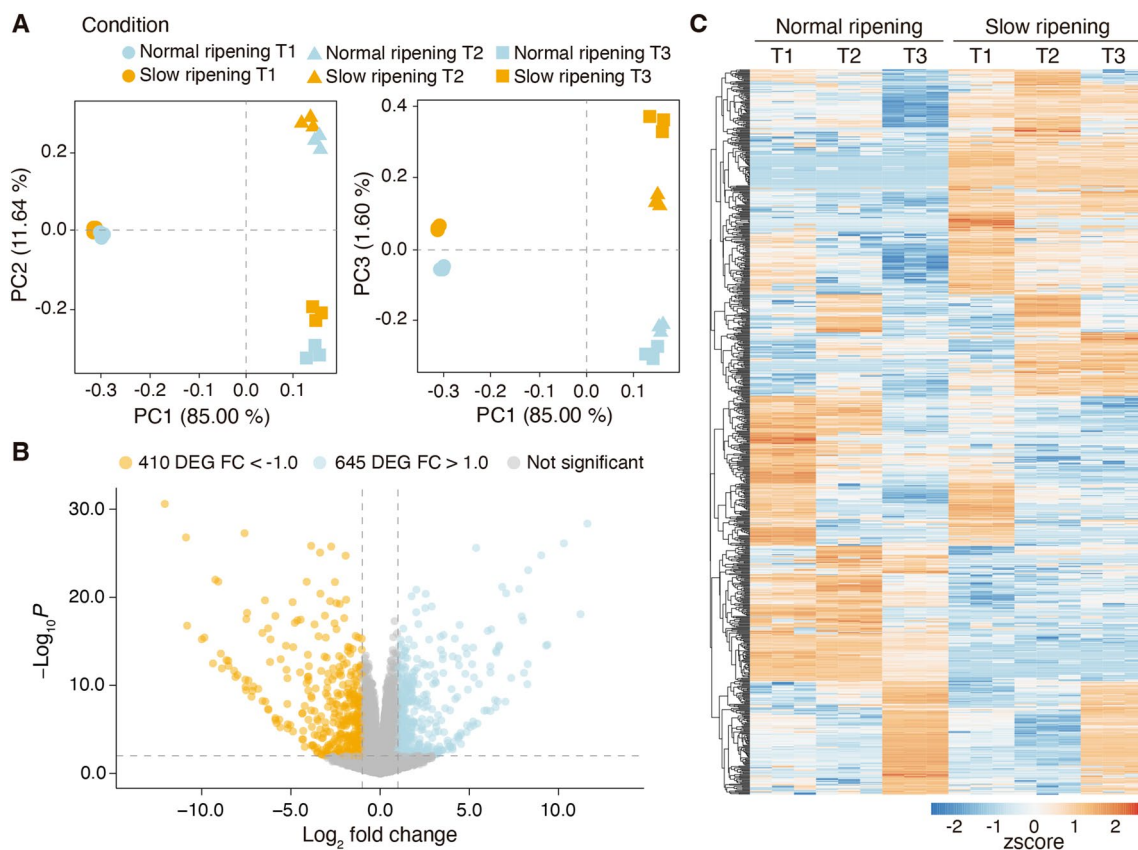 A
Condition
Normal ripening T1 Normal ripening T2 Normal ripening T3
Slow ripening T1 Slow ripening T2 Slow ripening T3
0.2
0.0
-0.2
PC2 (11.64 %)
-0.3 -0.2 0.0 0.1
PC1 (85.00 %)
0.4
0.2
0.0
-0.2
PC3 (1.60 %)
-0.3 -0.2 0.0 0.1
PC1 (85.00 %)
B
410 DEG FC < -1.0 645 DEG FC > 1.0 Not significant
30.0
20.0
10.0
0.0
-Log10P
-10.0 -5.0 0.0 5.0 10.0
Log2 fold change
C
Normal ripening Slow ripening
T1 T2 T3 T1 T2 T3
-2 -1 0 1 2
zscore